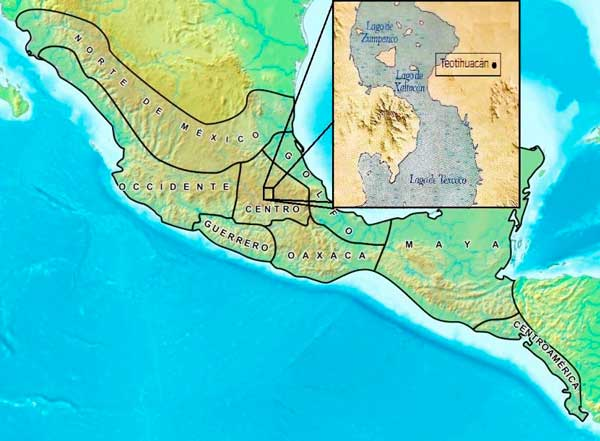 Lago de
Zumpanco
Teotihuacán
Lago de
Xaltocan
Lago de Texcoco
NORTE DE MÉXICO
GOLFO
OCCIDENTE
CENTRO
GUERRERO
OAXACA
MAYA
CENTROAMÉRICA